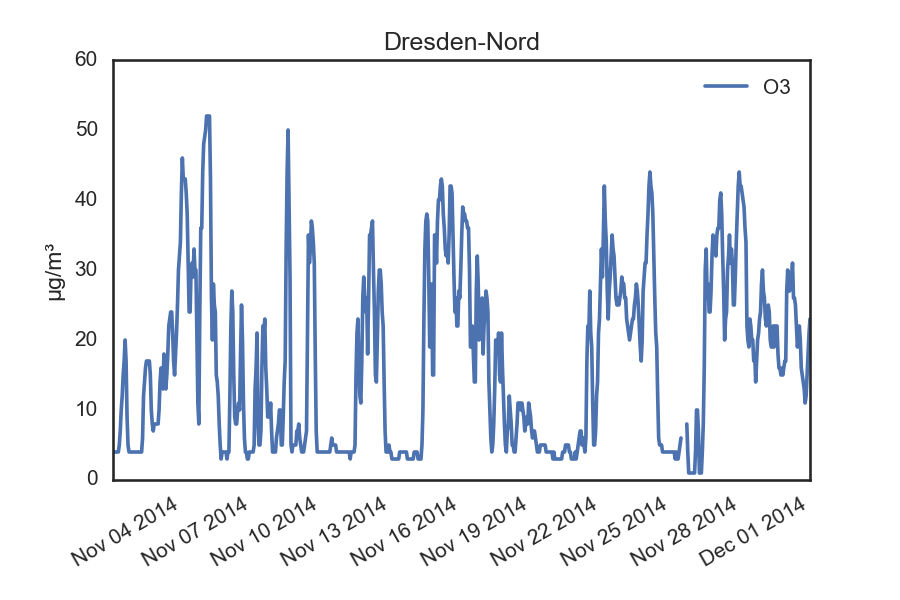 Dresden-Nord
O3
µg/m³
60
50
40
30
20
10
0
Nov 04 2014
Nov 07 2014
Nov 10 2014
Nov 13 2014
Nov 16 2014
Nov 19 2014
Nov 22 2014
Nov 25 2014
Nov 28 2014
Dec 01 2014